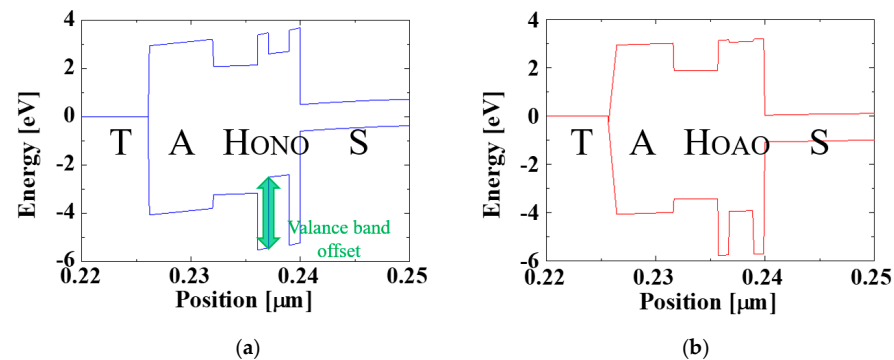 4
2
0
-2
-4
-6
Energy [eV]
T A HONO S
Valance band
offset
0.22 0.23 0.24 0.25
Position [μm]
(a)
4
2
0
-2
-4
-6
Energy [eV]
T A HOAO S
0.22 0.23 0.24 0.25
Position [μm]
(b)